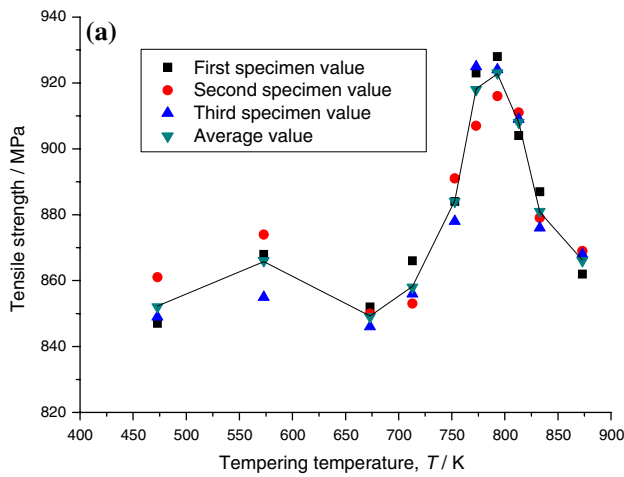 (a)
First specimen value
Second specimen value
Third specimen value
Average value
940
920
900
880
860
840
820
Tensile strength / MPa
400 450 500 550 600 650 700 750 800 850 900
Tempering temperature, T / K